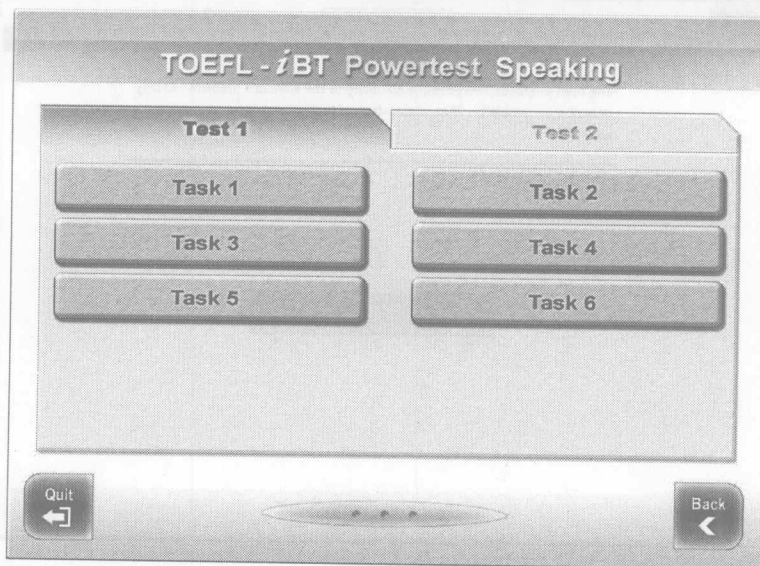 TOEFL - iBT Powertest Speaking
Test 1
Test 2
Task 1
Task 2
Task 3
Task 4
Task 5
Task 6
Quit
Back